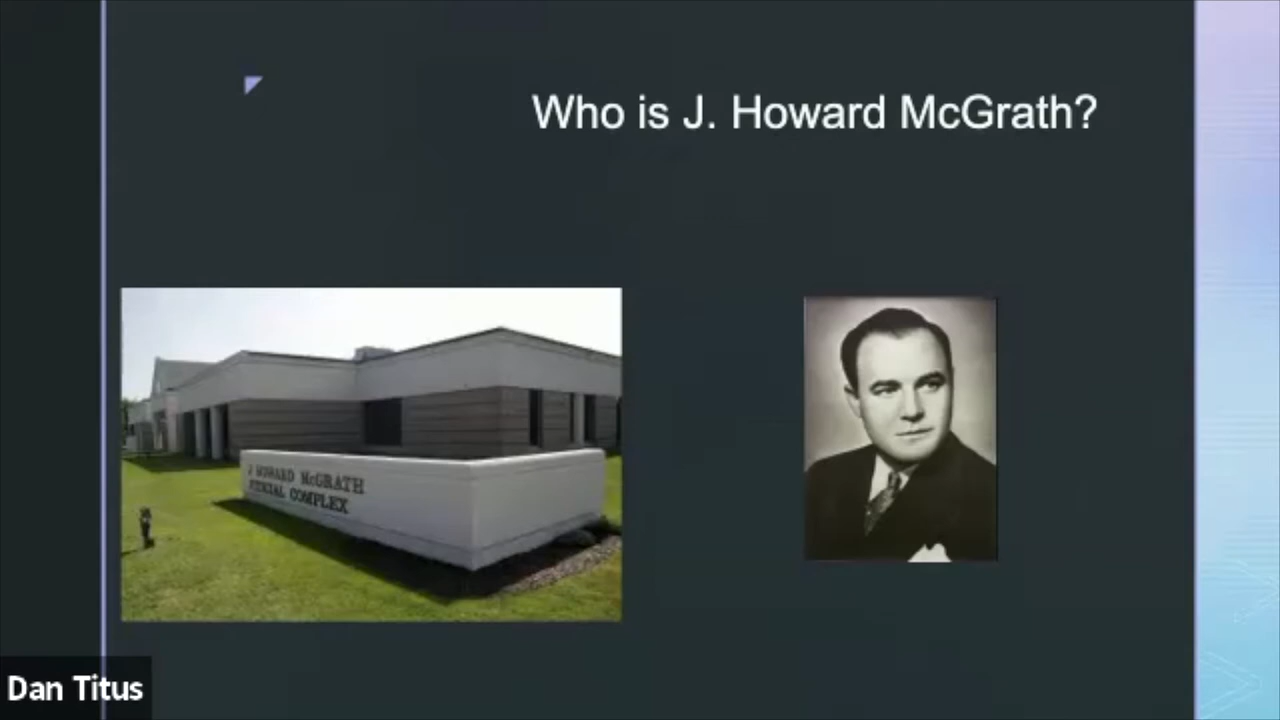 Who is J. Howard McGrath?
J HOWARD McGRATH
JUDICIAL COMPLEX
Dan Titus